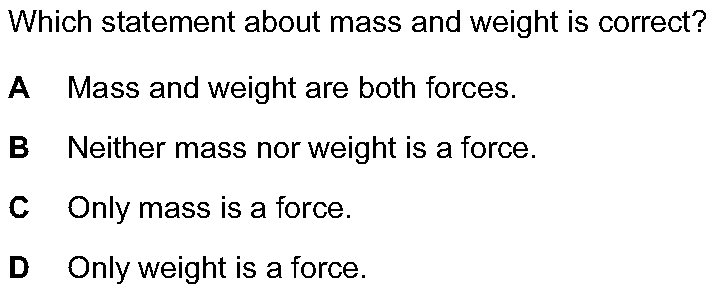 Which statement about mass and weight is correct?
A Mass and weight are both forces.
B Neither mass nor weight is a force.
C Only mass is a force.
D Only weight is a force.